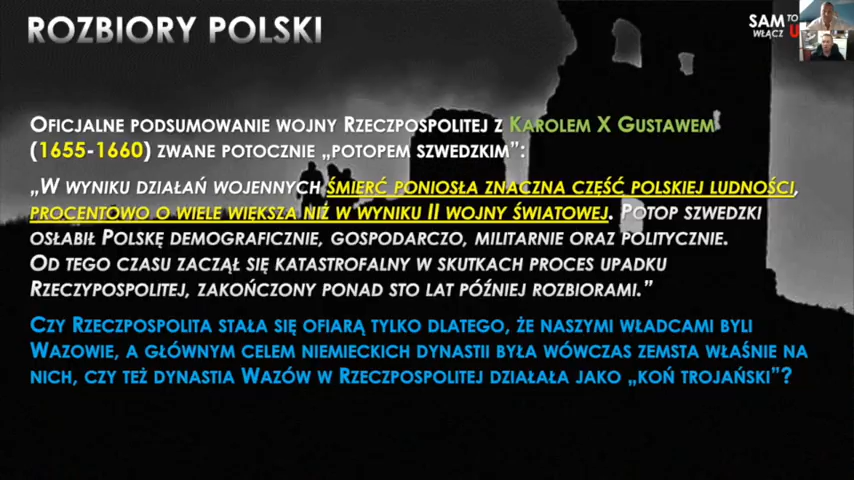 ROZBIORY POLSKI
SAM TO
WŁĄCZ U
OFICJALNE PODSUMOWANIE WOJNY RZECZPOSPOLITEJ Z KAROLEM X GUSTAWEM
(1655-1660) ZWANE POTOCZNIE „POTOPEM SZWEDZKIM”:
„W WYNIKU DZIAŁAŃ WOJENNYCH ŚMIERĆ PONIOSŁA ZNACZNA CZĘŚĆ POLSKIEJ LUDNOŚCI,
PROCENTOWO O WIELE WIĘKSZA NIŻ W WYNIKU II WOJNY ŚWIATOWEJ. POTOP SZWEDZKI
OSŁABIŁ POLSKĘ DEMOGRAFICZNIE, GOSPODARCZO, MILITARNIE ORAZ POLITYCZNIE.
OD TEGO CZASU ZACZĄŁ SIĘ KATASTROFALNY W SKUTKACH PROCES UPADKU
RZECZYPOSPOLITEJ, ZAKOŃCZONY PONAD STO LAT PÓŹNIEJ ROZBIORAMI.”
CZY RZECZPOSPOLITA STAŁA SIĘ OFIARĄ TYLKO DLATEGO, ŻE NASZYMI WŁADCAMI BYLI
WAZOWIE, A GŁÓWNYM CELEM NIEMIECKICH DYNASTII BYŁA WÓWCZAS ZEMSTA WŁAŚNIE NA
NICH, CZY TEŻ DYNASTIA WAZÓW W RZECZPOSPOLITEJ DZIAŁAŁA JAKO „KOŃ TROJAŃSKI”?